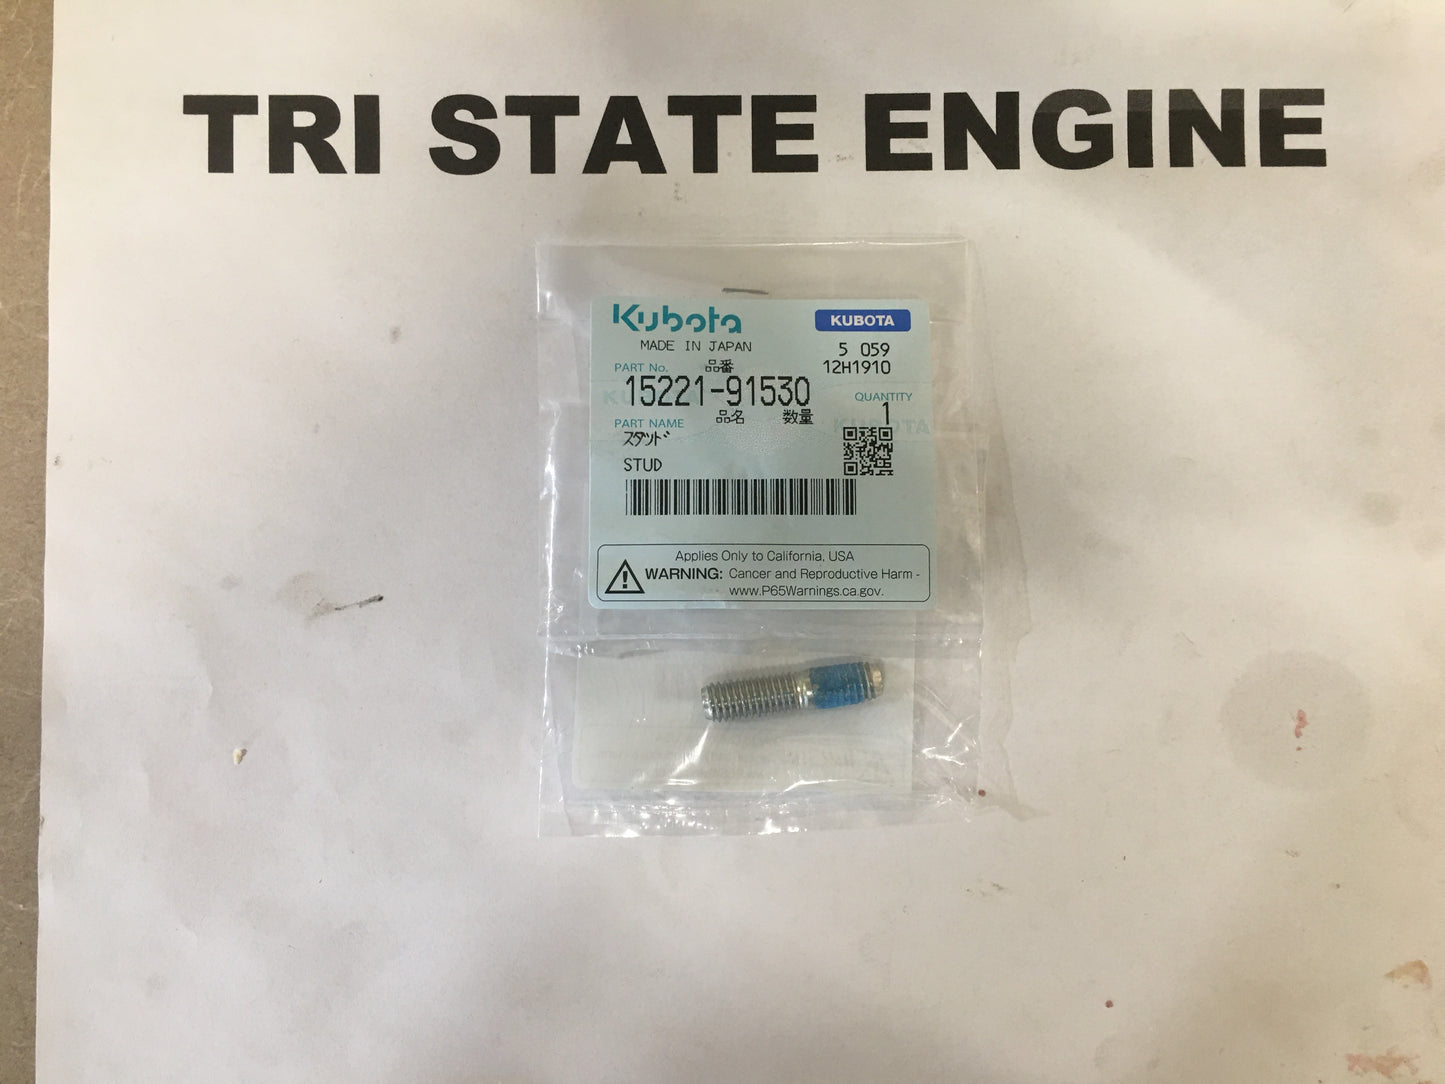 TRI STATE ENGINE
Kubota KUBOTA
MADE IN JAPAN 5 059
PART No. 品番 12H1910
15221-91530 QUANTITY
品名 数量 1
PART NAME
スタツド
STUD
Applies Only to California, USA
WARNING: Cancer and Reproductive Harm -
www.P65Warnings.ca.gov.